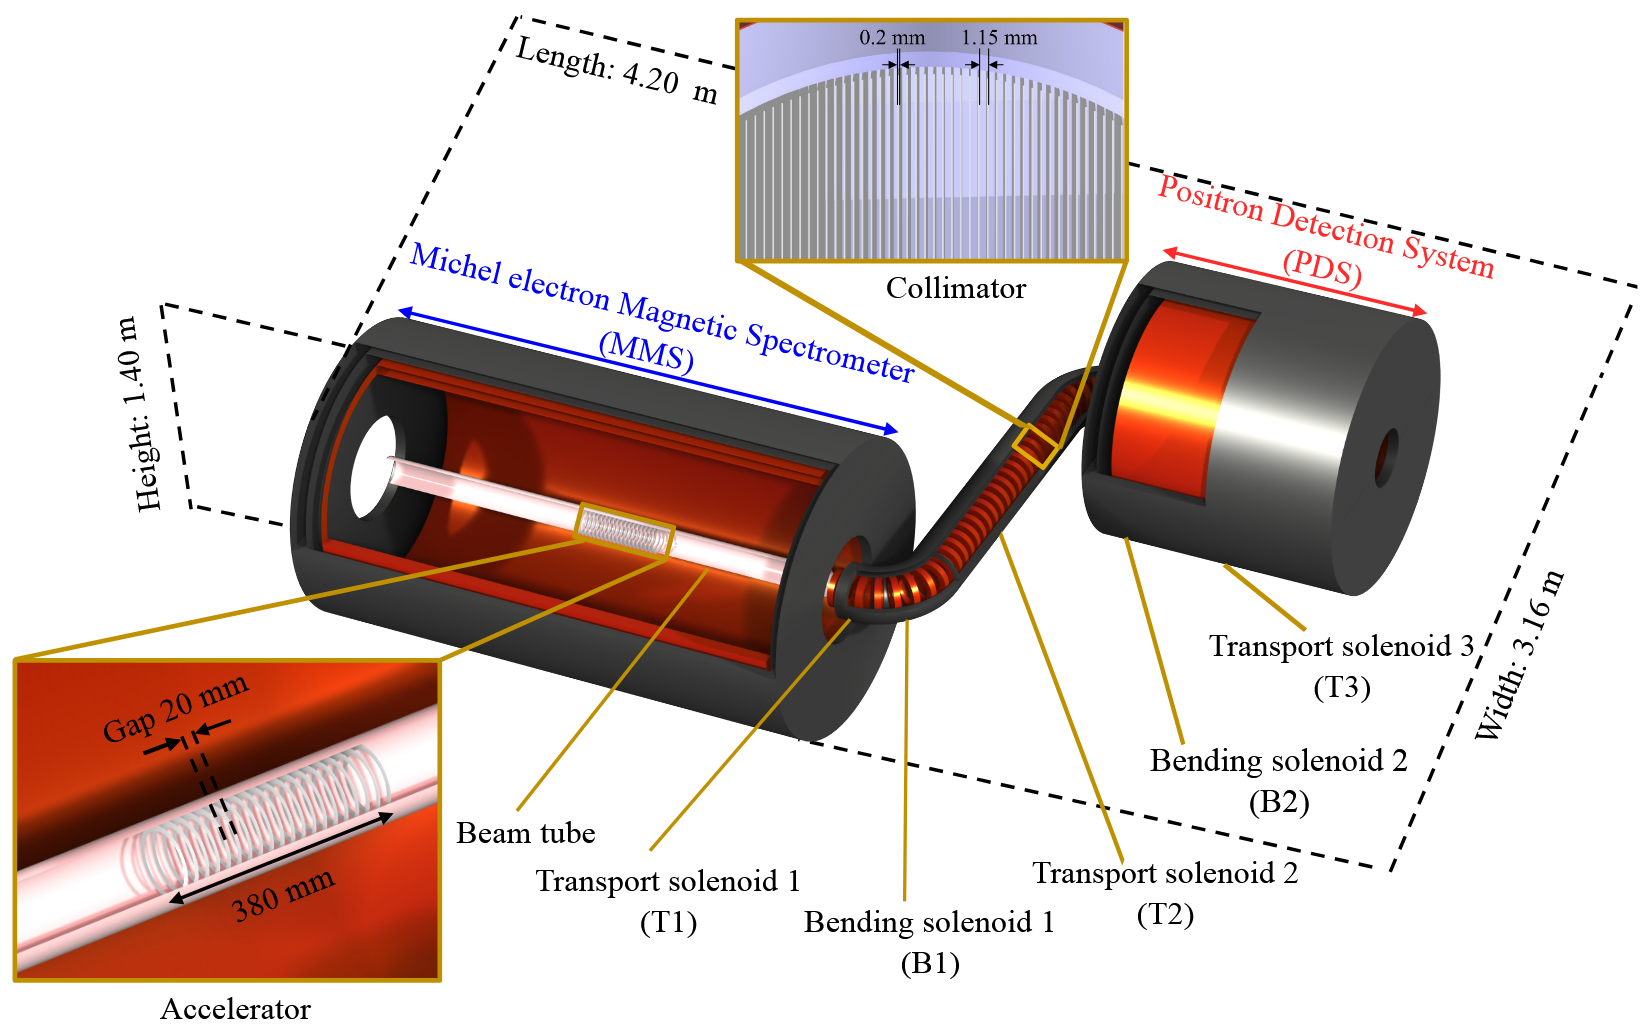 Length: 4.20 m
0.2 mm
1.15 mm
Collimator
Positron Detection System
(PDS)
Michel electron Magnetic Spectrometer
(MMS)
Height: 1.40 m
Width: 3.16 m
Transport solenoid 3
(T3)
Bending solenoid 2
(B2)
Gap 20 mm
380 mm
Accelerator
Beam tube
Transport solenoid 1
(T1)
Bending solenoid 1
(B1)
Transport solenoid 2
(T2)